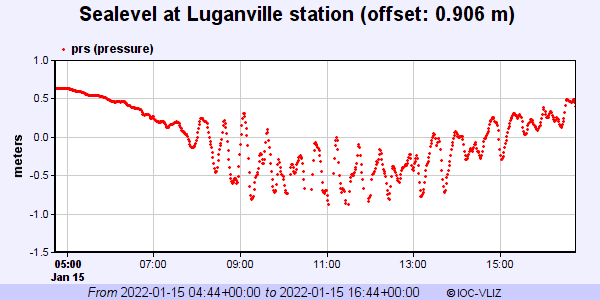 Sealevel at Luganville station (offset: 0.906 m)
prs (pressure)
meters
1.0
0.5
0.0
-0.5
-1.0
-1.5
05:00 07:00 09:00 11:00 13:00 15:00
Jan 15
From 2022-01-15 04:44+00:00 to 2022-01-15 16:44+00:00 © IOC-VLIZ